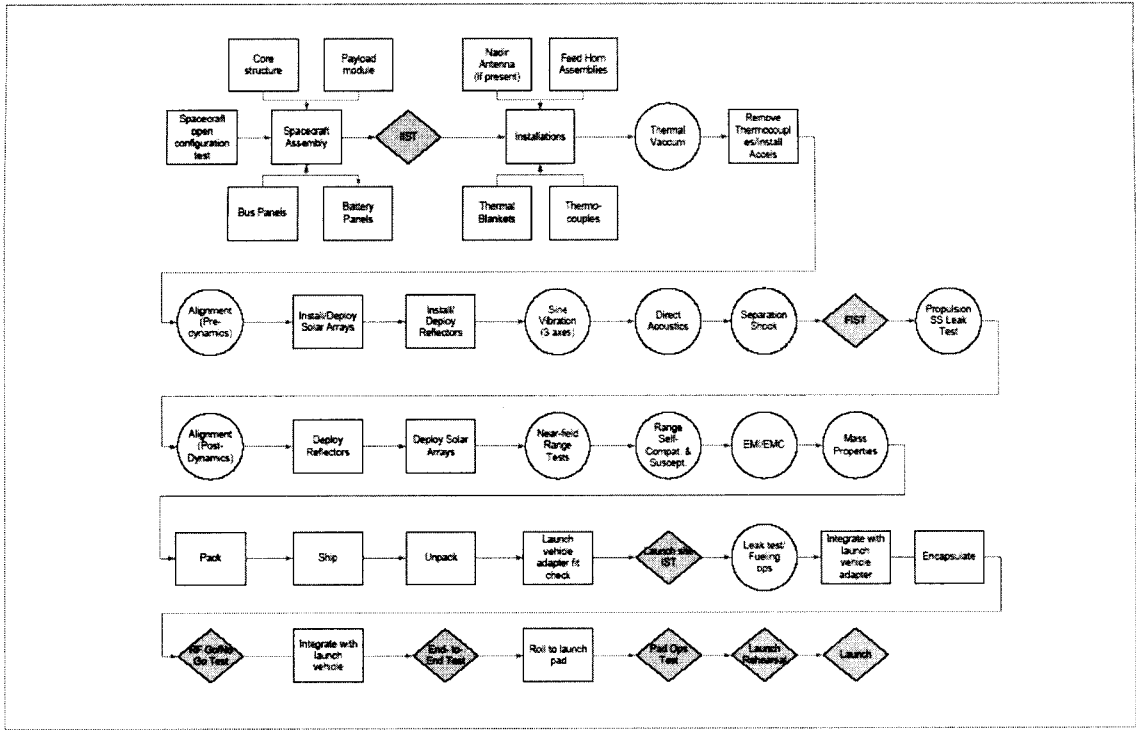 Core
structure
Payload
module
Nadir
Antenna
(if present)
Feed Horn
Assemblies
Spacecraft
open
configuration
test
Spacecraft
Assembly
IIST
Installations
Thermal
Vaccum
Remove
Thermocoupl
es/Install
Accels
Bus Panels
Battery
Panels
Thermal
Blankets
Thermo-
couples
Alignment
(Pre-
dynamics)
Install/Deploy
Solar Arrays
Install/
Deploy
Reflectors
Sine
Vibration
(3 axes)
Direct
Acoustics
Separation
Shock
FIST
Propulsion
SS Leak
Test
Alignment
(Post-
Dynamics)
Deploy
Reflectors
Deploy Solar
Arrays
Near-field
Range
Tests
Range
Self-
Compat. &
Suscept.
EMI/EMC
Mass
Properties
Pack
Ship
Unpack
Launch
vehicle
adapter fit
check
Launch site
IST
Leak test/
Fueling
ops
Integrate with
launch
vehicle
adapter
Encapsulate
RF Go/No
Go Test
Integrate with
launch
vehicle
End- to-
End Test
Roll to launch
pad
Pad Ops
Test
Launch
Rehearsal
Launch